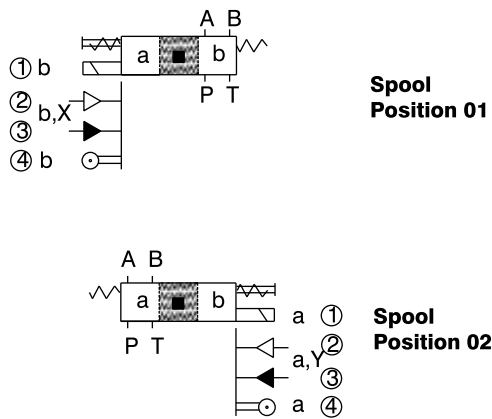 A B
① b
a b
② b,X
P T
③
④ b
Spool
Position 01
A B
a b
P T
a ①
a,Y ②
③
a ④
Spool
Position 02